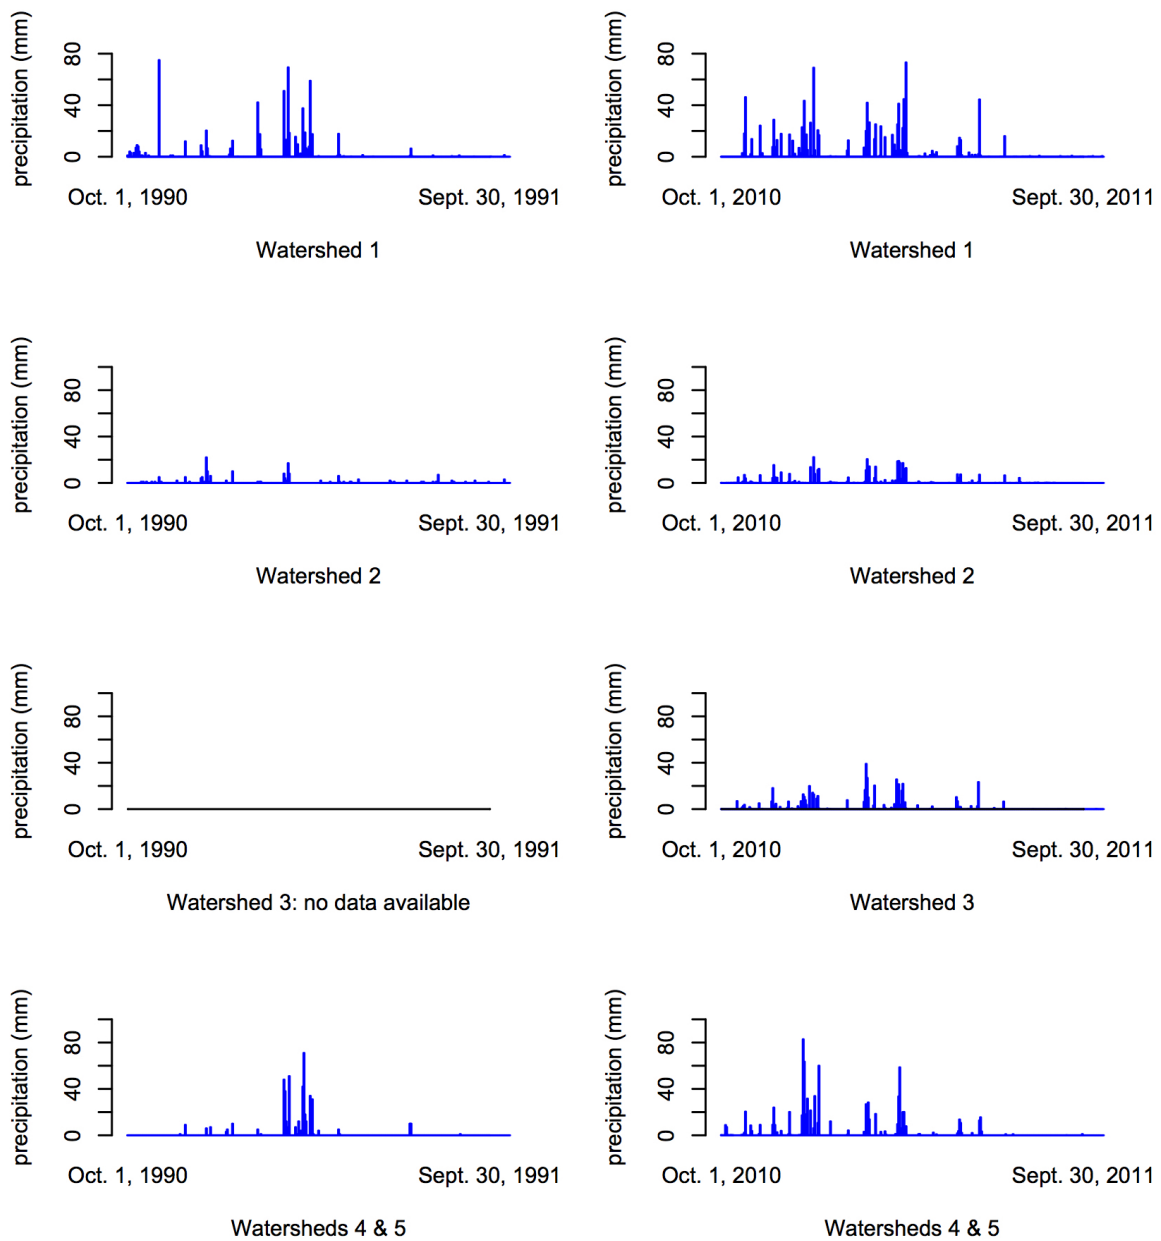 precipitation (mm)
80
40
0
Oct. 1, 1990 Sept. 30, 1991
Watershed 1
precipitation (mm)
80
40
0
Oct. 1, 2010 Sept. 30, 2011
Watershed 1
precipitation (mm)
80
40
0
Oct. 1, 1990 Sept. 30, 1991
Watershed 2
precipitation (mm)
80
40
0
Oct. 1, 2010 Sept. 30, 2011
Watershed 2
precipitation (mm)
80
40
0
Oct. 1, 1990 Sept. 30, 1991
Watershed 3: no data available
precipitation (mm)
80
40
0
Oct. 1, 2010 Sept. 30, 2011
Watershed 3
precipitation (mm)
80
40
0
Oct. 1, 1990 Sept. 30, 1991
Watersheds 4 & 5
precipitation (mm)
80
40
0
Oct. 1, 2010 Sept. 30, 2011
Watersheds 4 & 5